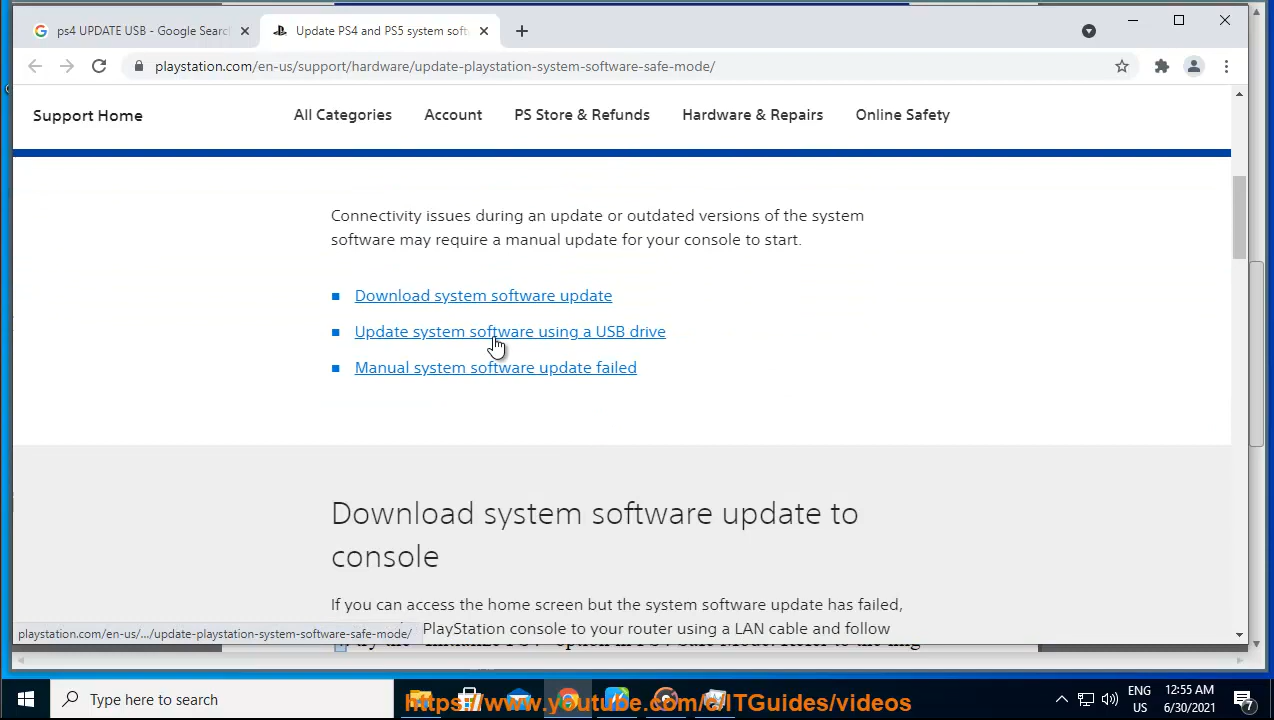 ps4 UPDATE USB - Google Searc
Update PS4 and PS5 system soft
playstation.com/en-us/support/hardware/update-playstation-system-software-safe-mode/
Support Home
All Categories
Account
PS Store & Refunds
Hardware & Repairs
Online Safety
Connectivity issues during an update or outdated versions of the system
software may require a manual update for your console to start.
Download system software update
Update system software using a USB drive
Manual system software update failed
Download system software update to
console
If you can access the home screen but the system software update has failed,
PlayStation console to your router using a LAN cable and follow
playstation.com/en-us/.../update-playstation-system-software-safe-mode/
Type here to search
https://www.youtube.com/c/ITGuides/videos
ENG
US
12:55 AM
6/30/2021
7